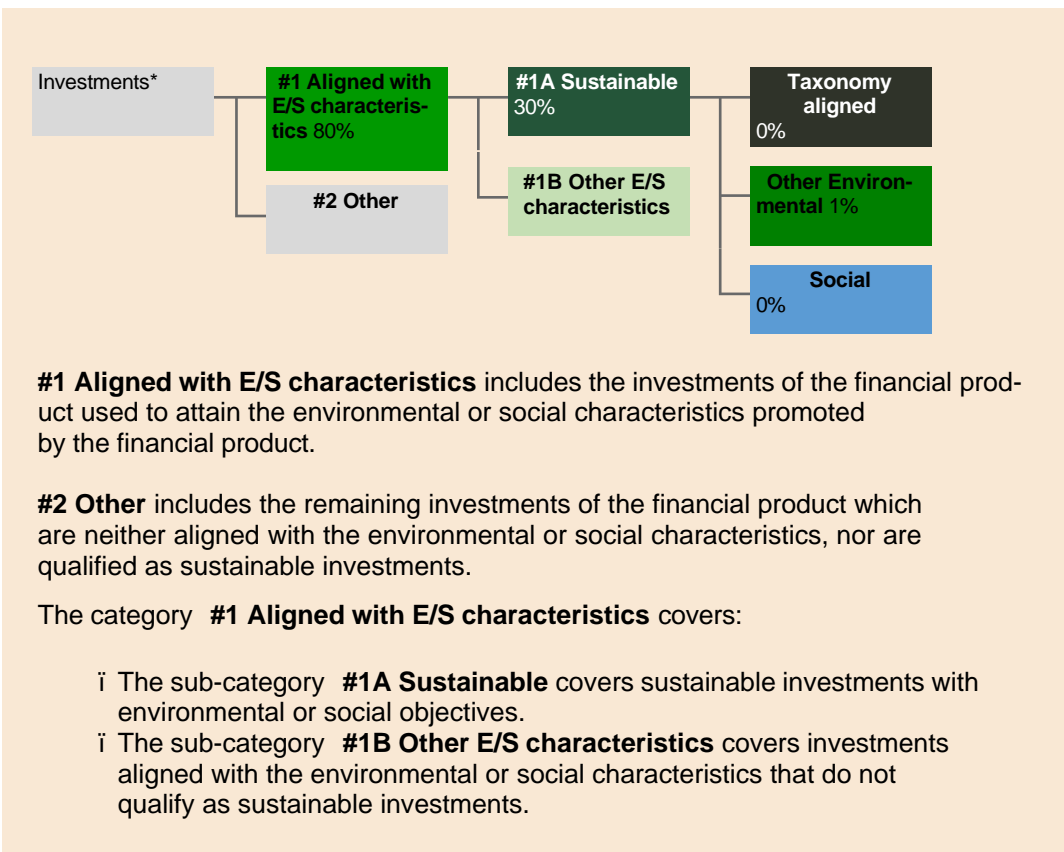 Investments*
#1 Aligned with
E/S characteris-
tics 80%
#2 Other
#1A Sustainable
30%
#1B Other E/S
characteristics
Taxonomy
aligned
0%
Other Environ-
mental 1%
Social
0%
#1 Aligned with E/S characteristics includes the investments of the financial prod-
uct used to attain the environmental or social characteristics promoted
by the financial product.
#2 Other includes the remaining investments of the financial product which
are neither aligned with the environmental or social characteristics, nor are
qualified as sustainable investments.
The category #1 Aligned with E/S characteristics covers:
ï The sub-category #1A Sustainable covers sustainable investments with
environmental or social objectives.
ï The sub-category #1B Other E/S characteristics covers investments
aligned with the environmental or social characteristics that do not
qualify as sustainable investments.